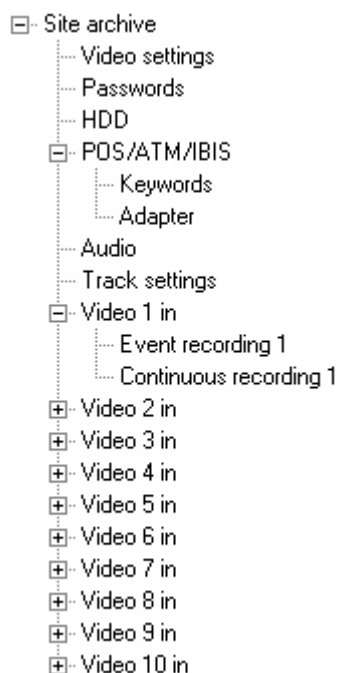 Site archive
Video settings
Passwords
HDD
POS/ATM/IBIS
Keywords
Adapter
Audio
Track settings
Video 1 in
Event recording 1
Continuous recording 1
Video 2 in
Video 3 in
Video 4 in
Video 5 in
Video 6 in
Video 7 in
Video 8 in
Video 9 in
Video 10 in